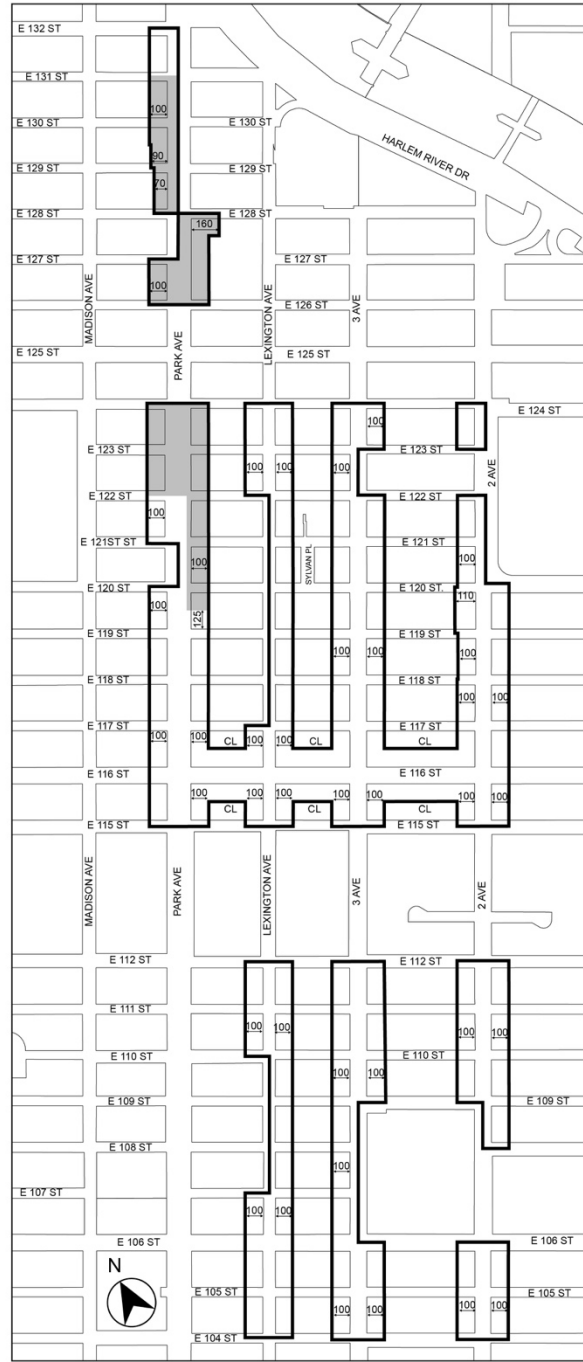 E 132 ST
E 131 ST
100
E 130 ST
E 130 ST
HARLEM RIVER DR
90
E 129 ST
E 129 ST
70
E 128 ST
E 128 ST
160
E 127 ST
E 127 ST
100
E 126 ST
MADISON AVE
PARK AVE
LEXINGTON AVE
3 AVE
E 125 ST
E 125 ST
E 124 ST
100
E 123 ST
E 123 ST
100
100
100
2 AVE
E 122 ST
E 122 ST
100
E 121ST ST
E 121 ST
SYLVAN PL
100
100
E 120 ST
E 120 ST.
100
110
125
E 119 ST
E 119 ST
100
100
100
E 118 ST
E 118 ST
100
100
E 117 ST
E 117 ST
100
100
CL
100
100
CL
CL
E 116 ST
E 116 ST
100
100
100
100
100
100
100
CL
CL
CL
E 115 ST
E 115 ST
MADISON AVE
PARK AVE
LEXINGTON AVE
3 AVE
2 AVE
E 112 ST
E 112 ST
E 111 ST
100
100
100
100
E 110 ST
E 110 ST
100
100
E 109 ST
E 109 ST
E 108 ST
100
E 107 ST
100
100
E 106 ST
E 106 ST
N
E 105 ST
E 105 ST
100
100
100
100
E 104 ST